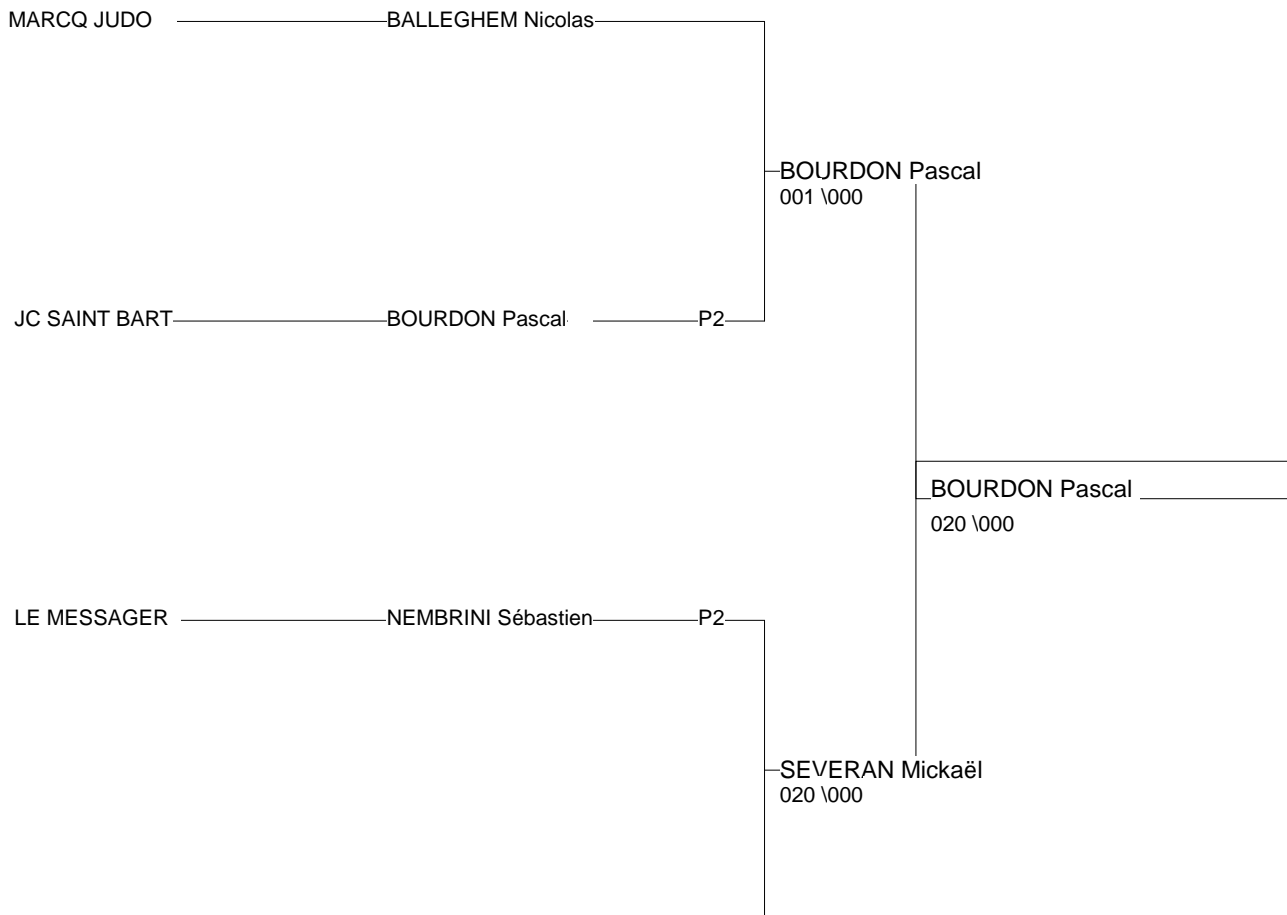 MARCQ JUDO BALLEGHEM Nicolas
BOURDON Pascal
001 \000
JC SAINT BART BOURDON Pascal P2
BOURDON Pascal
020 \000
LE MESSAGER NEMBRINI Sébastien P2
SEVERAN Mickaël
020 \000